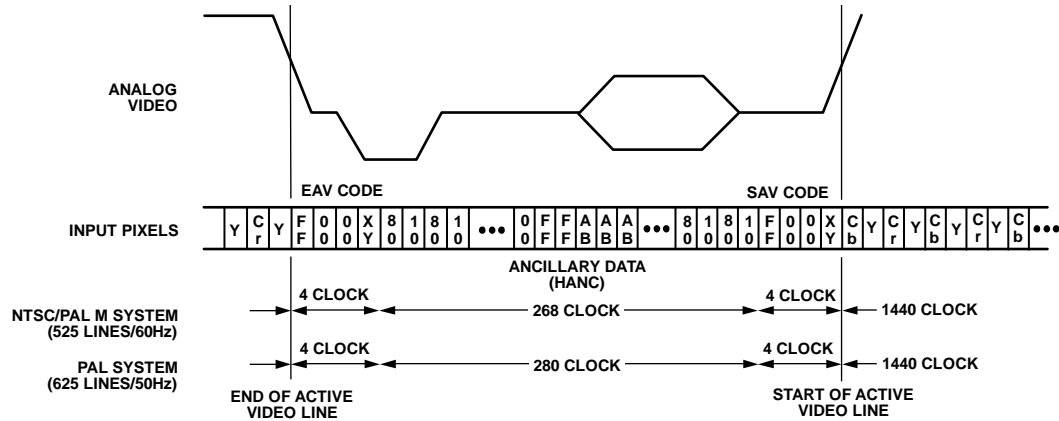 ANALOG
VIDEO
EAV CODE
SAV CODE
INPUT PIXELS
Y Cr Y FF 00 00 XY 80 10 80 10 ••• 00 FF FF AB AB AB ••• 80 10 80 10 FF 00 00 XY Cb Y Cr Y Cb Y Cr Y Cb •••
ANCILLARY DATA
(HANC)
NTSC/PAL M SYSTEM
(525 LINES/60Hz)
4 CLOCK
268 CLOCK
4 CLOCK
1440 CLOCK
PAL SYSTEM
(625 LINES/50Hz)
4 CLOCK
280 CLOCK
4 CLOCK
1440 CLOCK
END OF ACTIVE
VIDEO LINE
START OF ACTIVE
VIDEO LINE